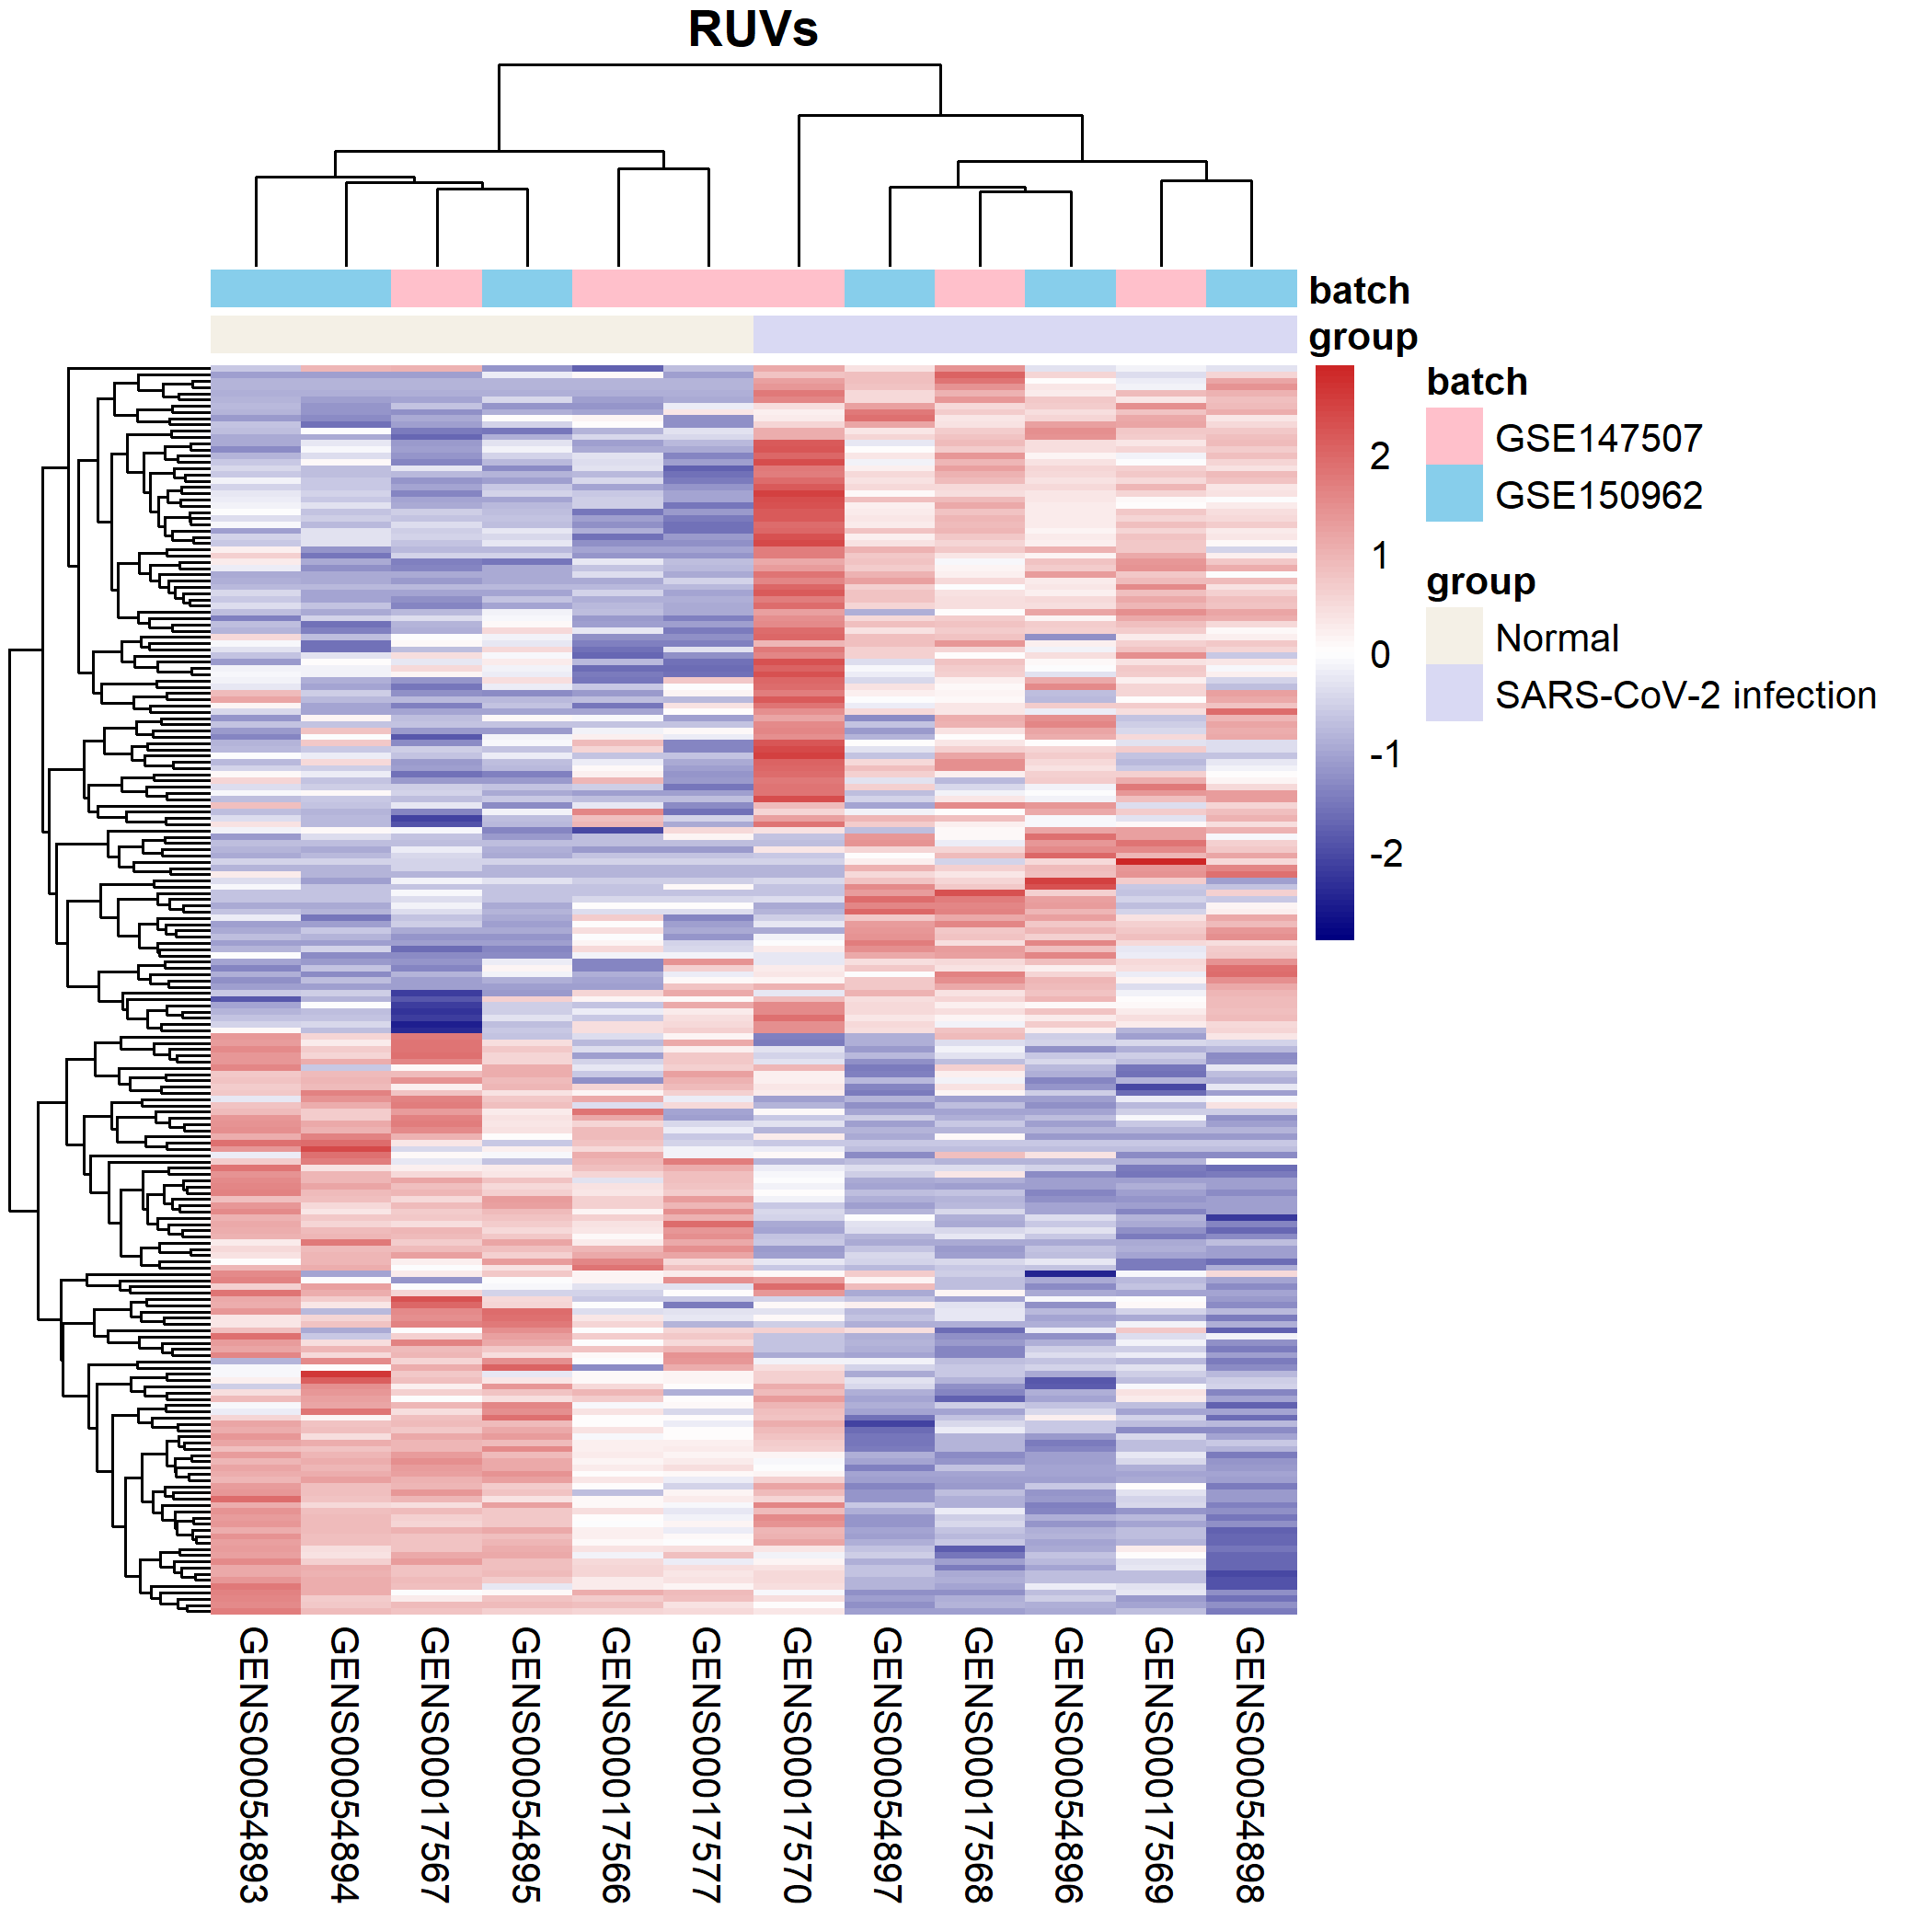 RUVs
batch
group
batch
GSE147507
GSE150962
group
Normal
SARS-CoV-2 infection
2
1
0
-1
-2
GENS00054893
GENS00054894
GENS00017567
GENS00054895
GENS00017566
GENS00017577
GENS00017570
GENS00054897
GENS00017568
GENS00054896
GENS00017569
GENS00054898